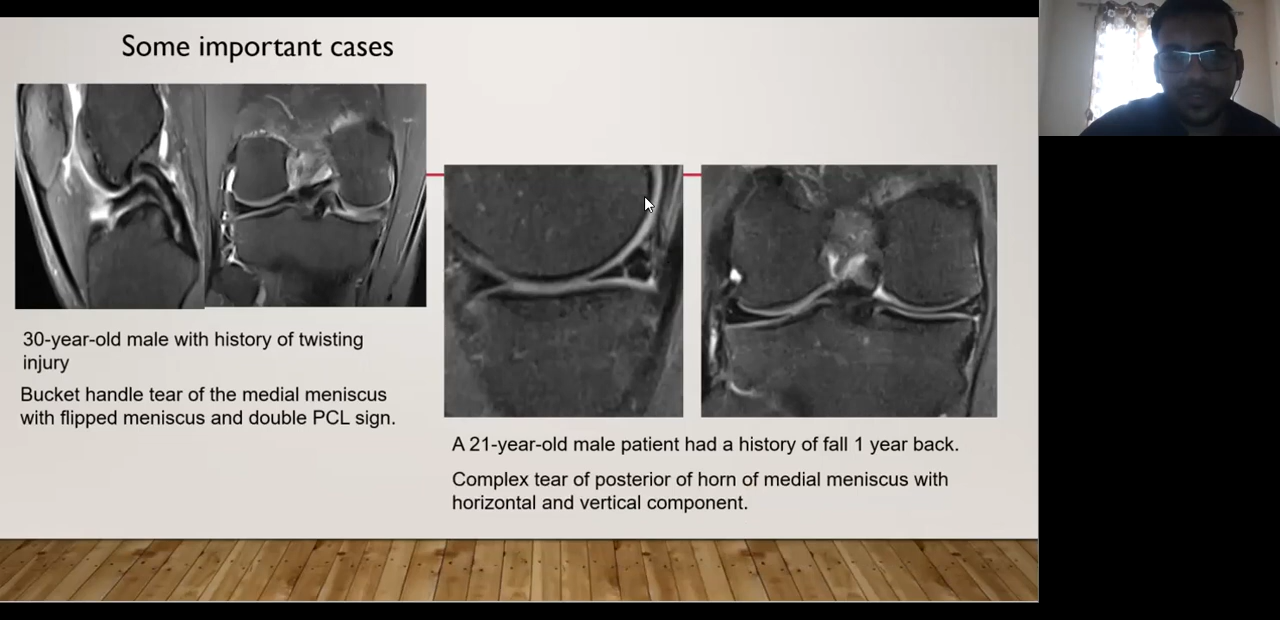 Some important cases
30-year-old male with history of twisting
injury
Bucket handle tear of the medial meniscus
with flipped meniscus and double PCL sign.
A 21-year-old male patient had a history of fall 1 year back.
Complex tear of posterior of horn of medial meniscus with
horizontal and vertical component.